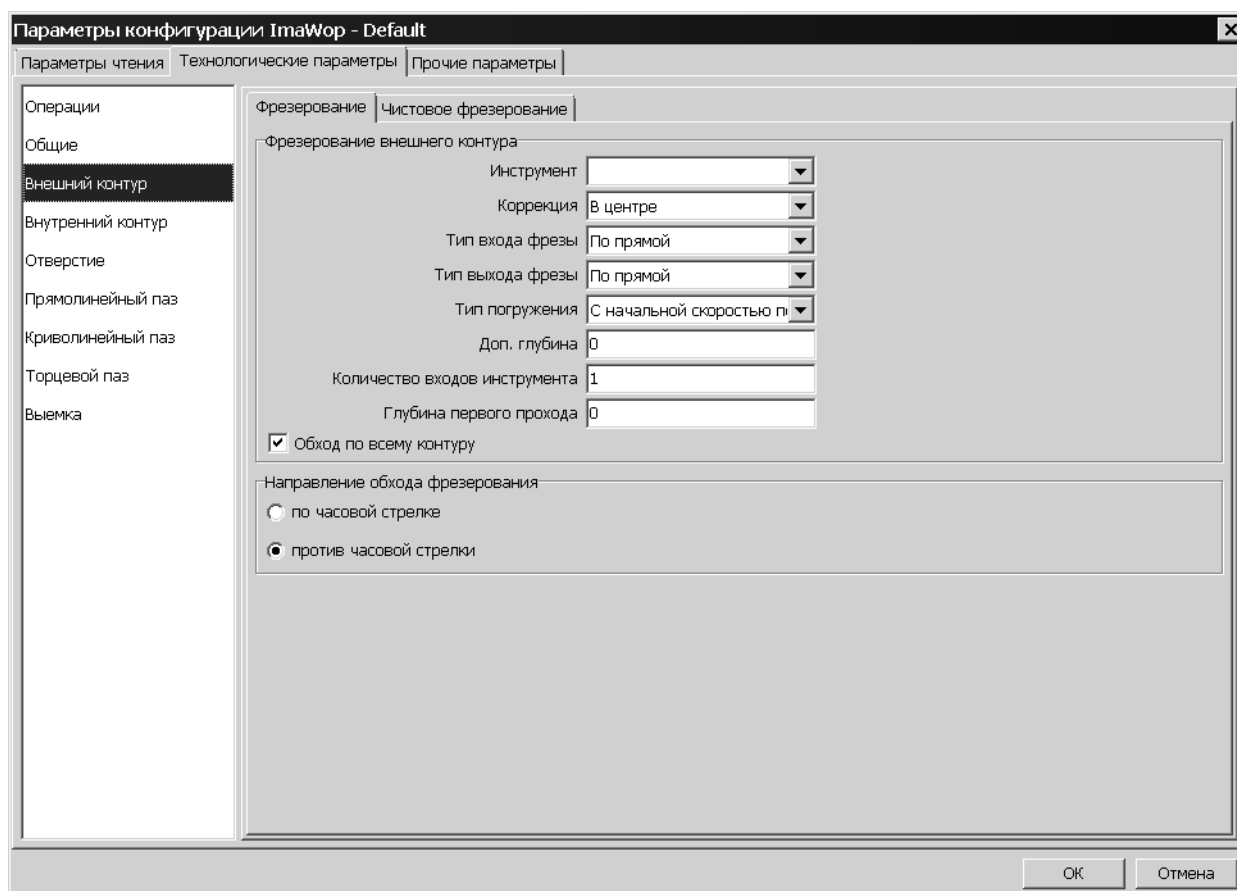 Параметры конфигурации ImaWop - Default
Параметры чтения Технологические параметры Прочие параметры
Операции
Общие
Внешний контур
Внутренний контур
Отверстие
Прямолинейный паз
Криволинейный паз
Торцевой паз
Выемка
Фрезерование Чистовое фрезерование
Фрезерование внешнего контура
Инструмент
Коррекция В центре
Тип входа фрезы По прямой
Тип выхода фрезы По прямой
Тип погружения С начальной скоростью
Доп. глубина 0
Количество входов инструмента 1
Глубина первого прохода 0
Обход по всему контуру
Направление обхода фрезерования
по часовой стрелке
против часовой стрелки
ОК Отмена